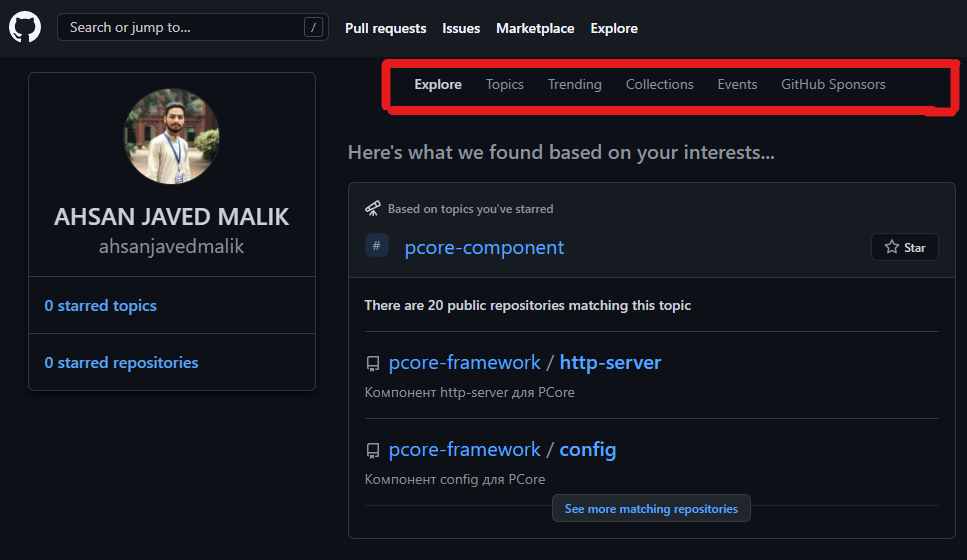 Search or jump to... /
Pull requests Issues Marketplace Explore
Explore Topics Trending Collections Events GitHub Sponsors
AHSAN JAVED MALIK
ahsanjavedmalik
0 starred topics
0 starred repositories
Here's what we found based on your interests...
Based on topics you've starred
# pcore-component Star
There are 20 public repositories matching this topic
pcore-framework / http-server
Компонент http-server для PCore
pcore-framework / config
Компонент config для PCore
See more matching repositories